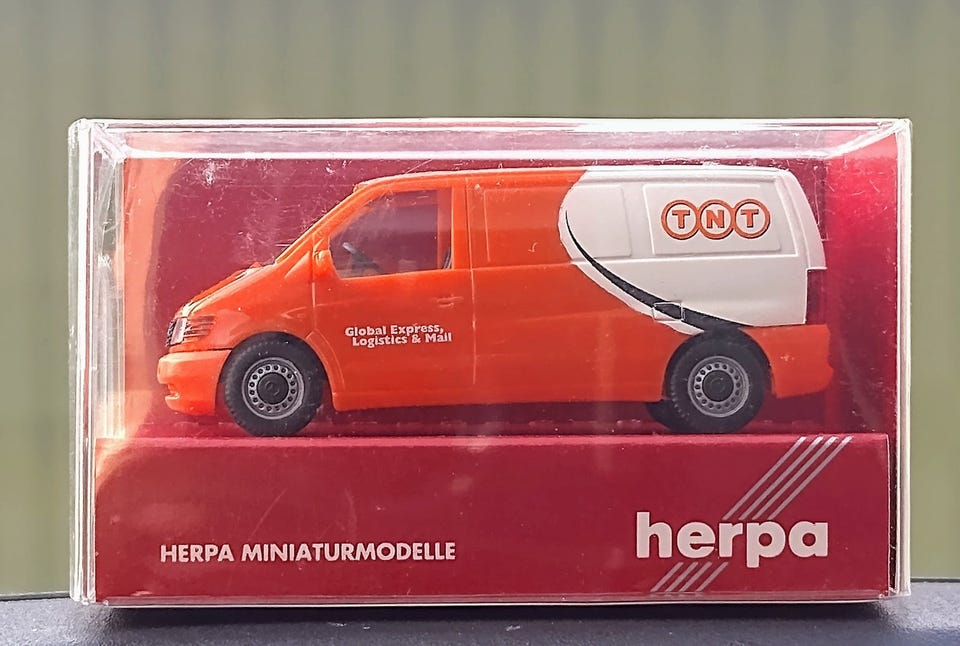 TNT
Global Express,
Logistics & Mail
HERPA MINIATURMODELLE
herpa